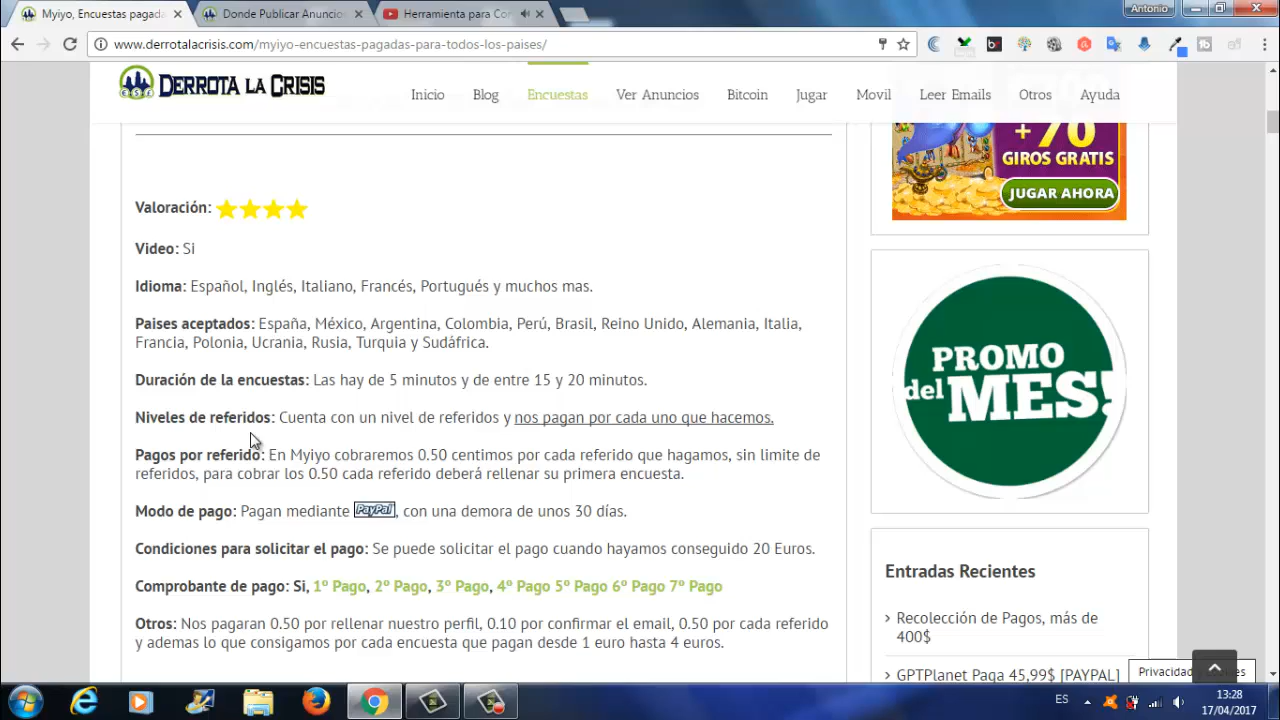 Myiyo, Encuestas pagada
Donde Publicar Anuncio
Herramienta para Co
Antonio
www.derrotalacrisis.com/myiyo-encuestas-pagadas-para-todos-los-paises/
DERROTA LA CRISIS
Inicio Blog Encuestas Ver Anuncios Bitcoin Jugar Movil Leer Emails Otros Ayuda
+ 70
GIROS GRATIS
JUGAR AHORA
Valoración:
Video: Si
Idioma: Español, Inglés, Italiano, Francés, Portugués y muchos mas.
Paises aceptados: España, México, Argentina, Colombia, Perú, Brasil, Reino Unido, Alemania, Italia,
Francia, Polonia, Ucrania, Rusia, Turquia y Sudáfrica.
Duración de la encuestas: Las hay de 5 minutos y de entre 15 y 20 minutos.
Niveles de referidos: Cuenta con un nivel de referidos y nos pagan por cada uno que hacemos.
Pagos por referido: En Myiyo cobraremos 0.50 centimos por cada referido que hagamos, sin limite de
referidos, para cobrar los 0.50 cada referido deberá rellenar su primera encuesta.
Modo de pago: Pagan mediante PayPal, con una demora de unos 30 días.
Condiciones para solicitar el pago: Se puede solicitar el pago cuando hayamos conseguido 20 Euros.
Comprobante de pago: Si, 1º Pago, 2º Pago, 3º Pago, 4º Pago 5º Pago 6º Pago 7º Pago
Otros: Nos pagaran 0.50 por rellenar nuestro perfil, 0.10 por confirmar el email, 0.50 por cada referido
y ademas lo que consigamos por cada encuesta que pagan desde 1 euro hasta 4 euros.
PROMO
del MES!
Entradas Recientes
Recolección de Pagos, más de
400$
GPTPlanet Paga 45,99$ [PAYPAL]
Privacidad y cookies
ES
13:28
17/04/2017